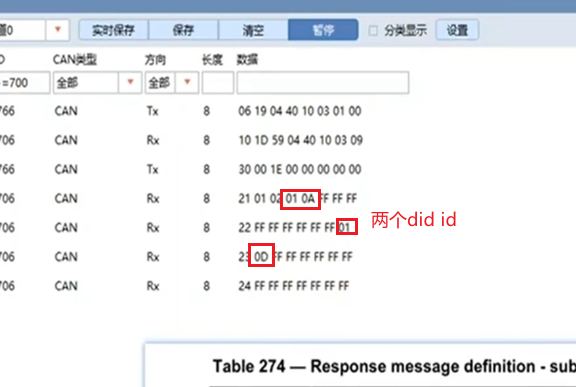 道0 实时保存 保存 清空 暂停 分类显示 设置
D CAN类型 方向 长度 数据
=700 全部 全部
766 CAN Tx 8 06 19 04 40 10 03 01 00
706 CAN Rx 8 10 1D 59 04 40 10 03 09
766 CAN Tx 8 30 00 1E 00 00 00 00 00
706 CAN Rx 8 21 01 02 01 0A FF FF FF
706 CAN Rx 8 22 FF FF FF FF FF FF 01
两个did id
706 CAN Rx 8 23 0D FF FF FF FF FF FF
706 CAN Rx 8 24 FF FF FF FF FF FF FF
Table 274 — Response message definition - sub